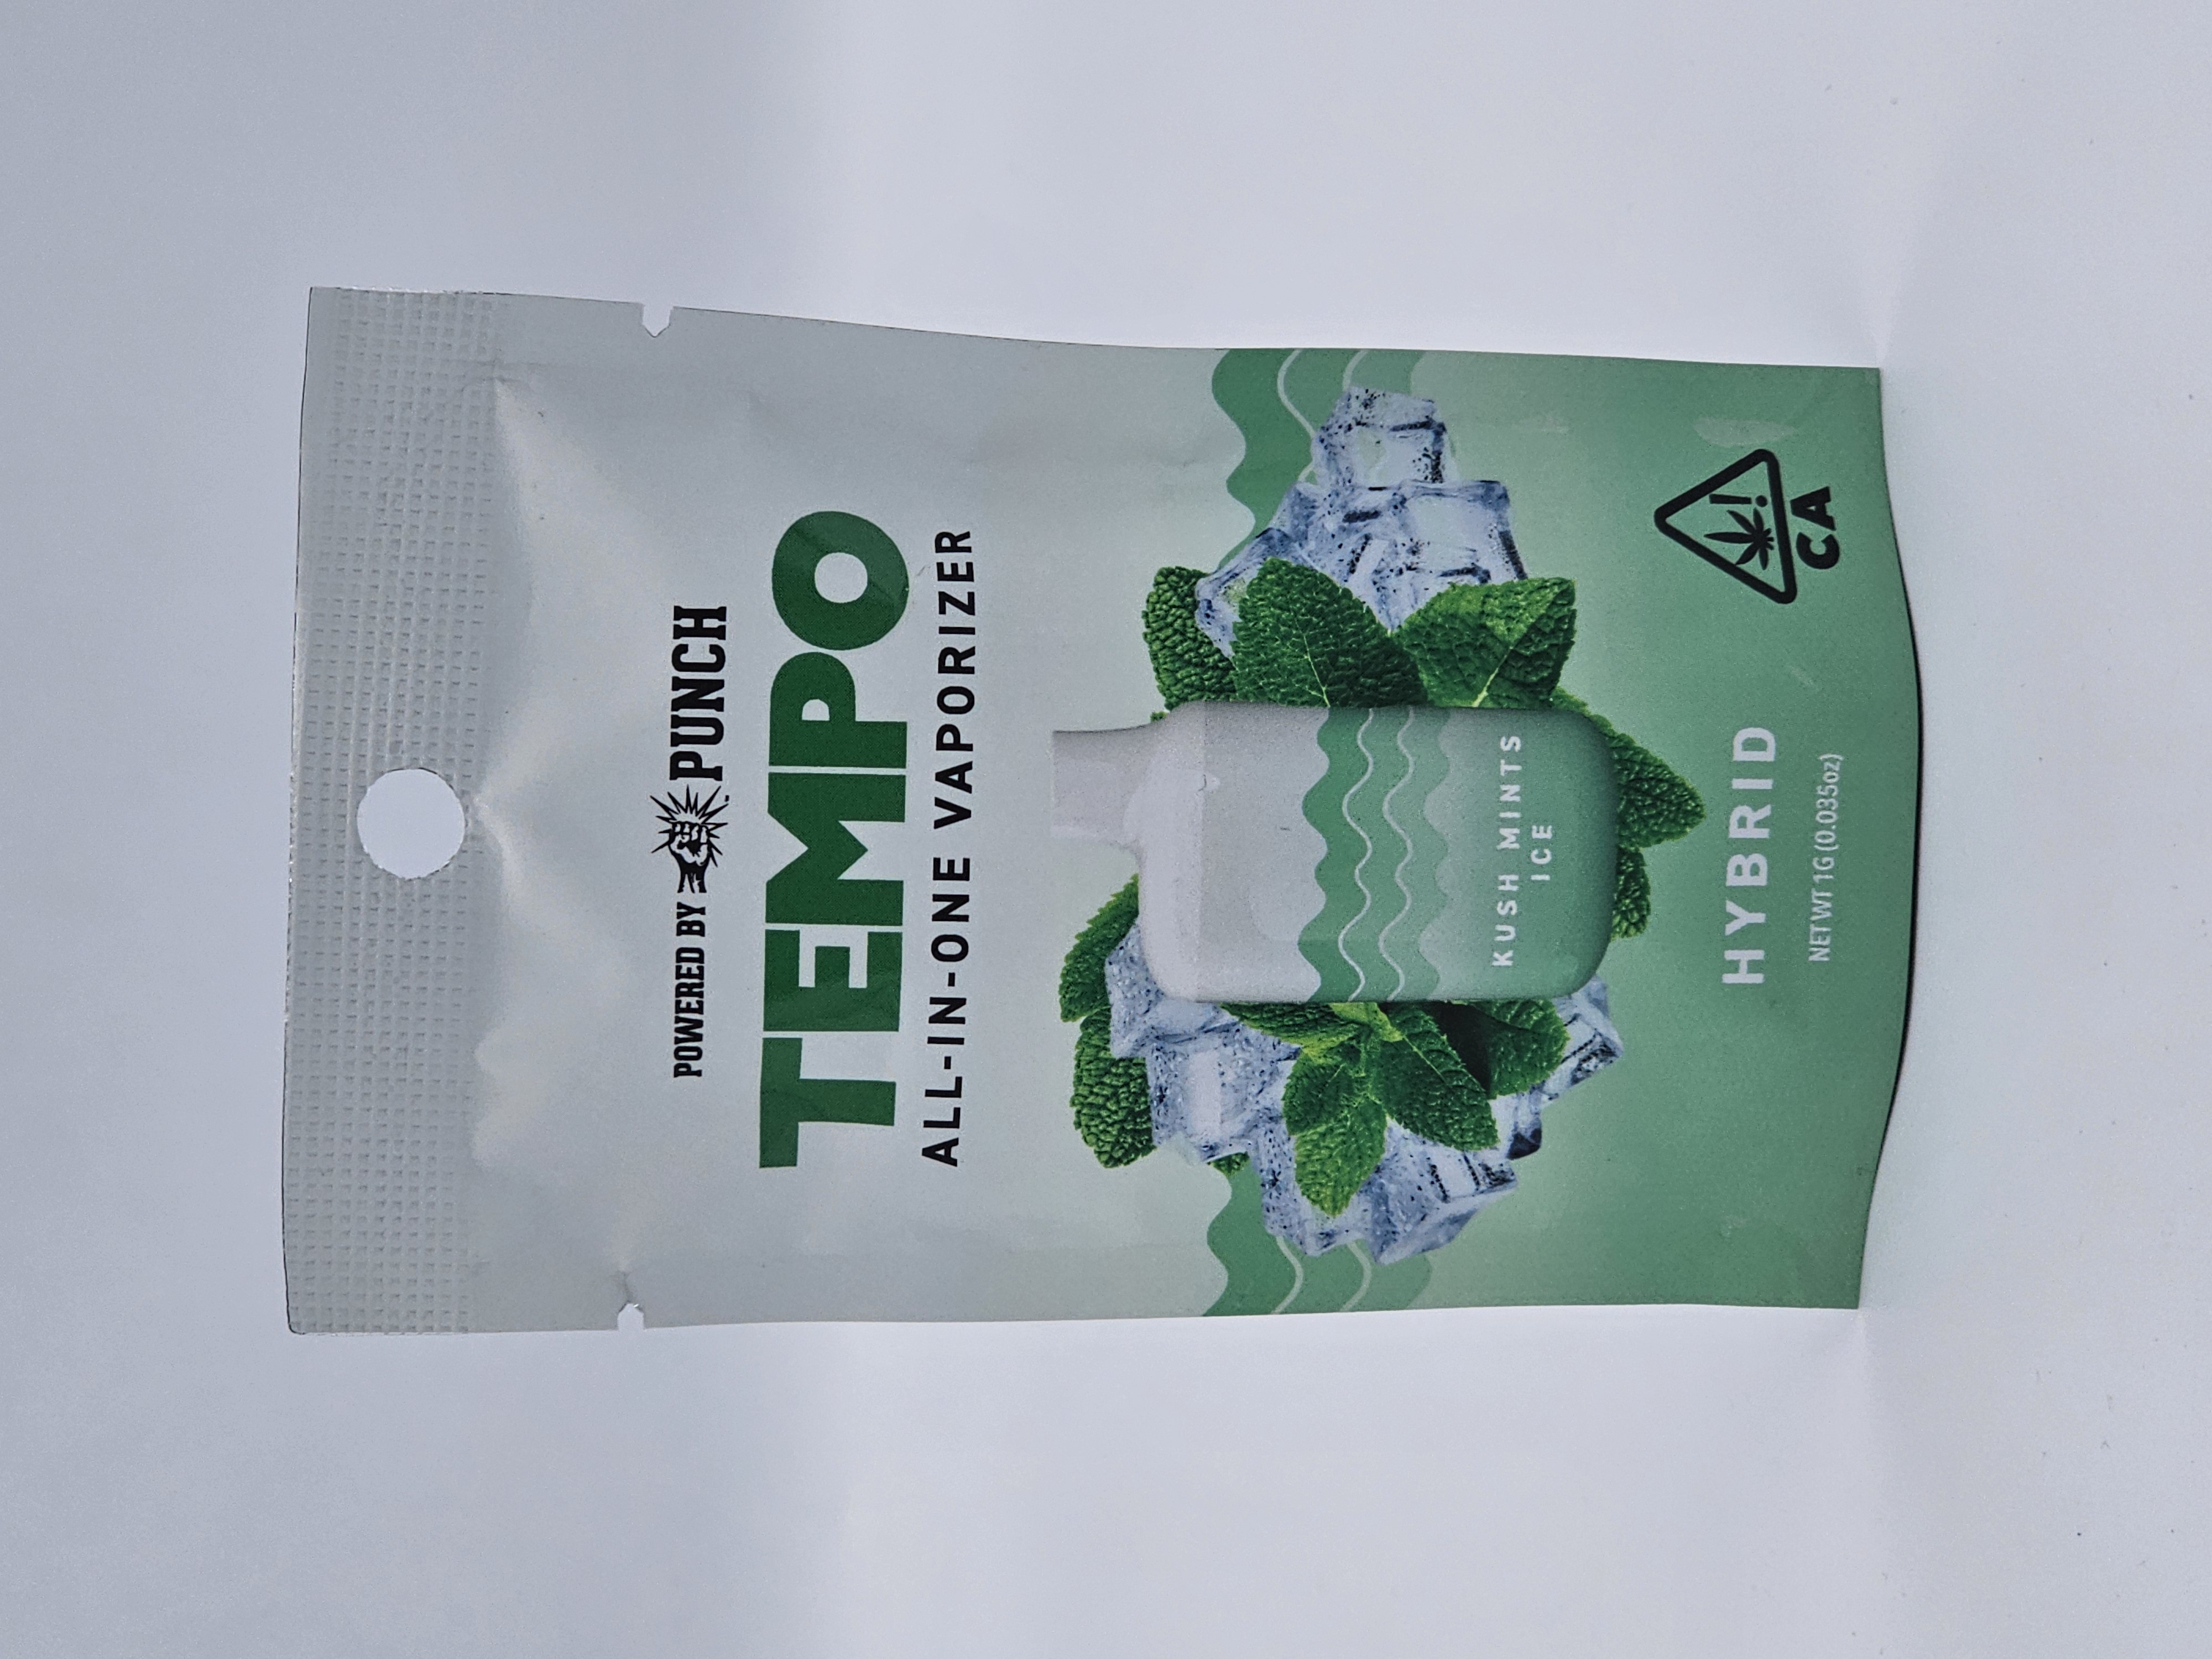 POWERED BY PUNCH
TEMPO
ALL-IN-ONE VAPORIZER
KUSH MINTS
ICE
HYBRID
NET WT 1G (0.035oz)
!
CA